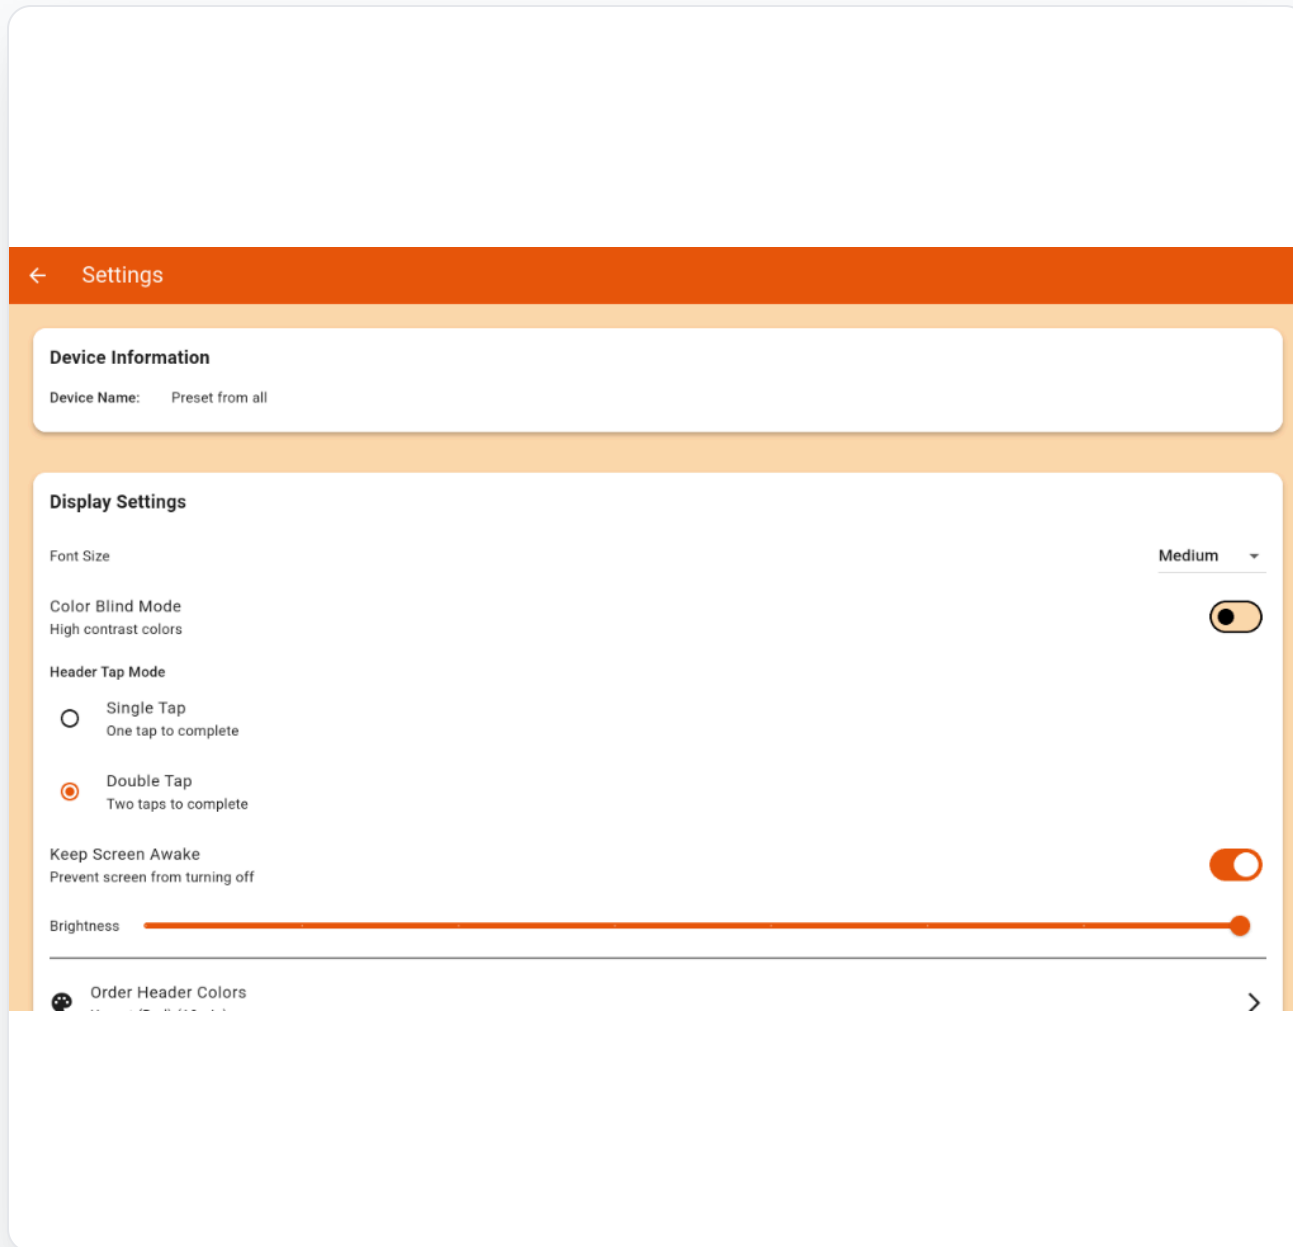 Settings
Device Information
Device Name: Preset from all
Display Settings
Font Size Medium
Color Blind Mode
High contrast colors
Header Tap Mode
Single Tap
One tap to complete
Double Tap
Two taps to complete
Keep Screen Awake
Prevent screen from turning off
Brightness
Order Header Colors